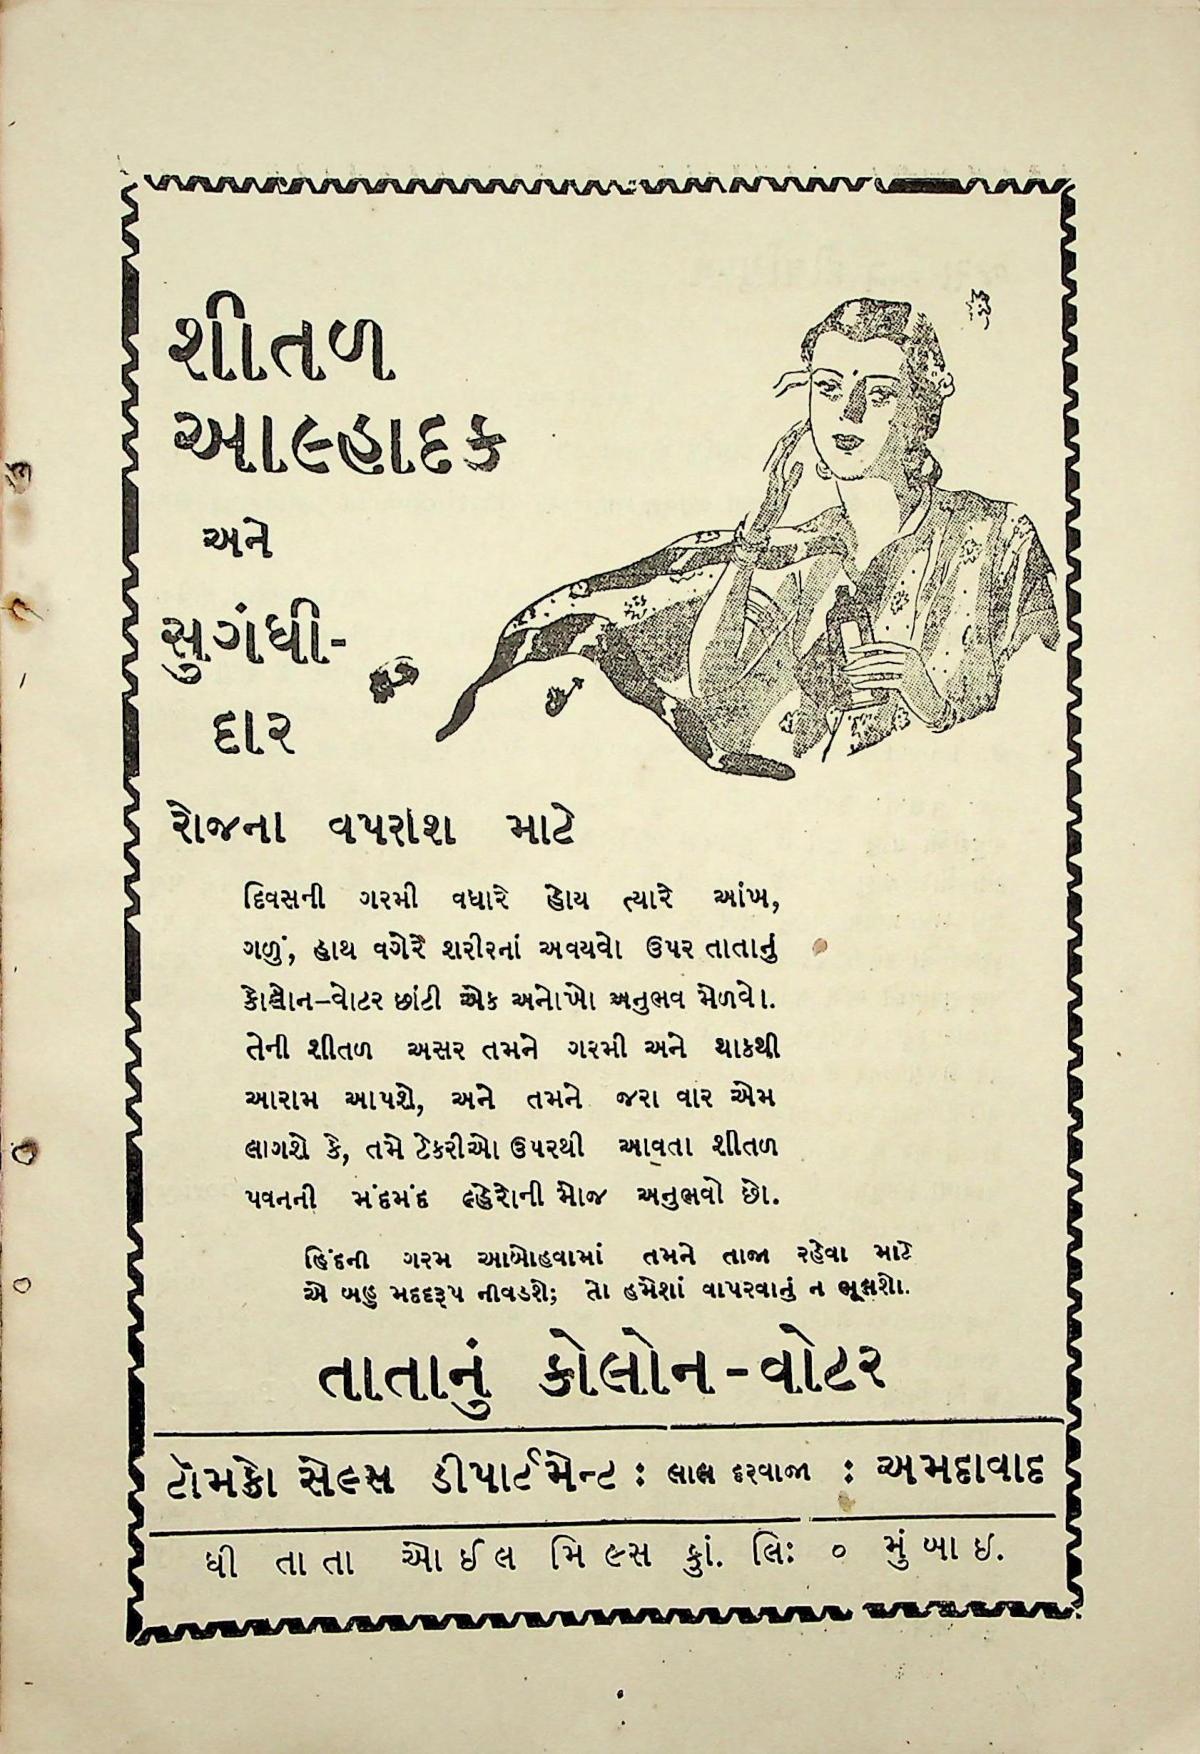 શીતળ
આલ્હાદક
અને
સુગંધી-
દાર
રોજના વપરાશ માટે
દિવસની ગરમી વધારે હોય ત્યારે આંખ,
ગળું, હાથ વગેરે શરીરનાં અવયવો ઉપર તાતાનું
કોલોન-વોટર છાંટી એક અનોખો અનુભવ મેળવો.
તેની શીતળ અસર તમને ગરમી અને થાકથી
આરામ આપશે, અને તમને જરા વાર એમ
લાગશે કે, તમે ટેકરીઓ ઉપરથી આવતા શીતળ
પવનની મંદમંદ લ્હેરોની મોજ અનુભવો છો.
હિંદની ગરમ આબોહવામાં તમને તાજા રહેવા માટે
એ બહુ મદદરૂપ નીવડશે; તો હમેશાં વાપરવાનું ન ભૂલશો.
તાતાનું કોલોન-વોટર
ટૉમકો સેલ્સ ડીપાર્ટમેન્ટ : લાલ દરવાજા : અમદાવાદ
ધી તાતા ઓઈલ મિલ્સ કું. લિ: ૦ મુંબાઇ.